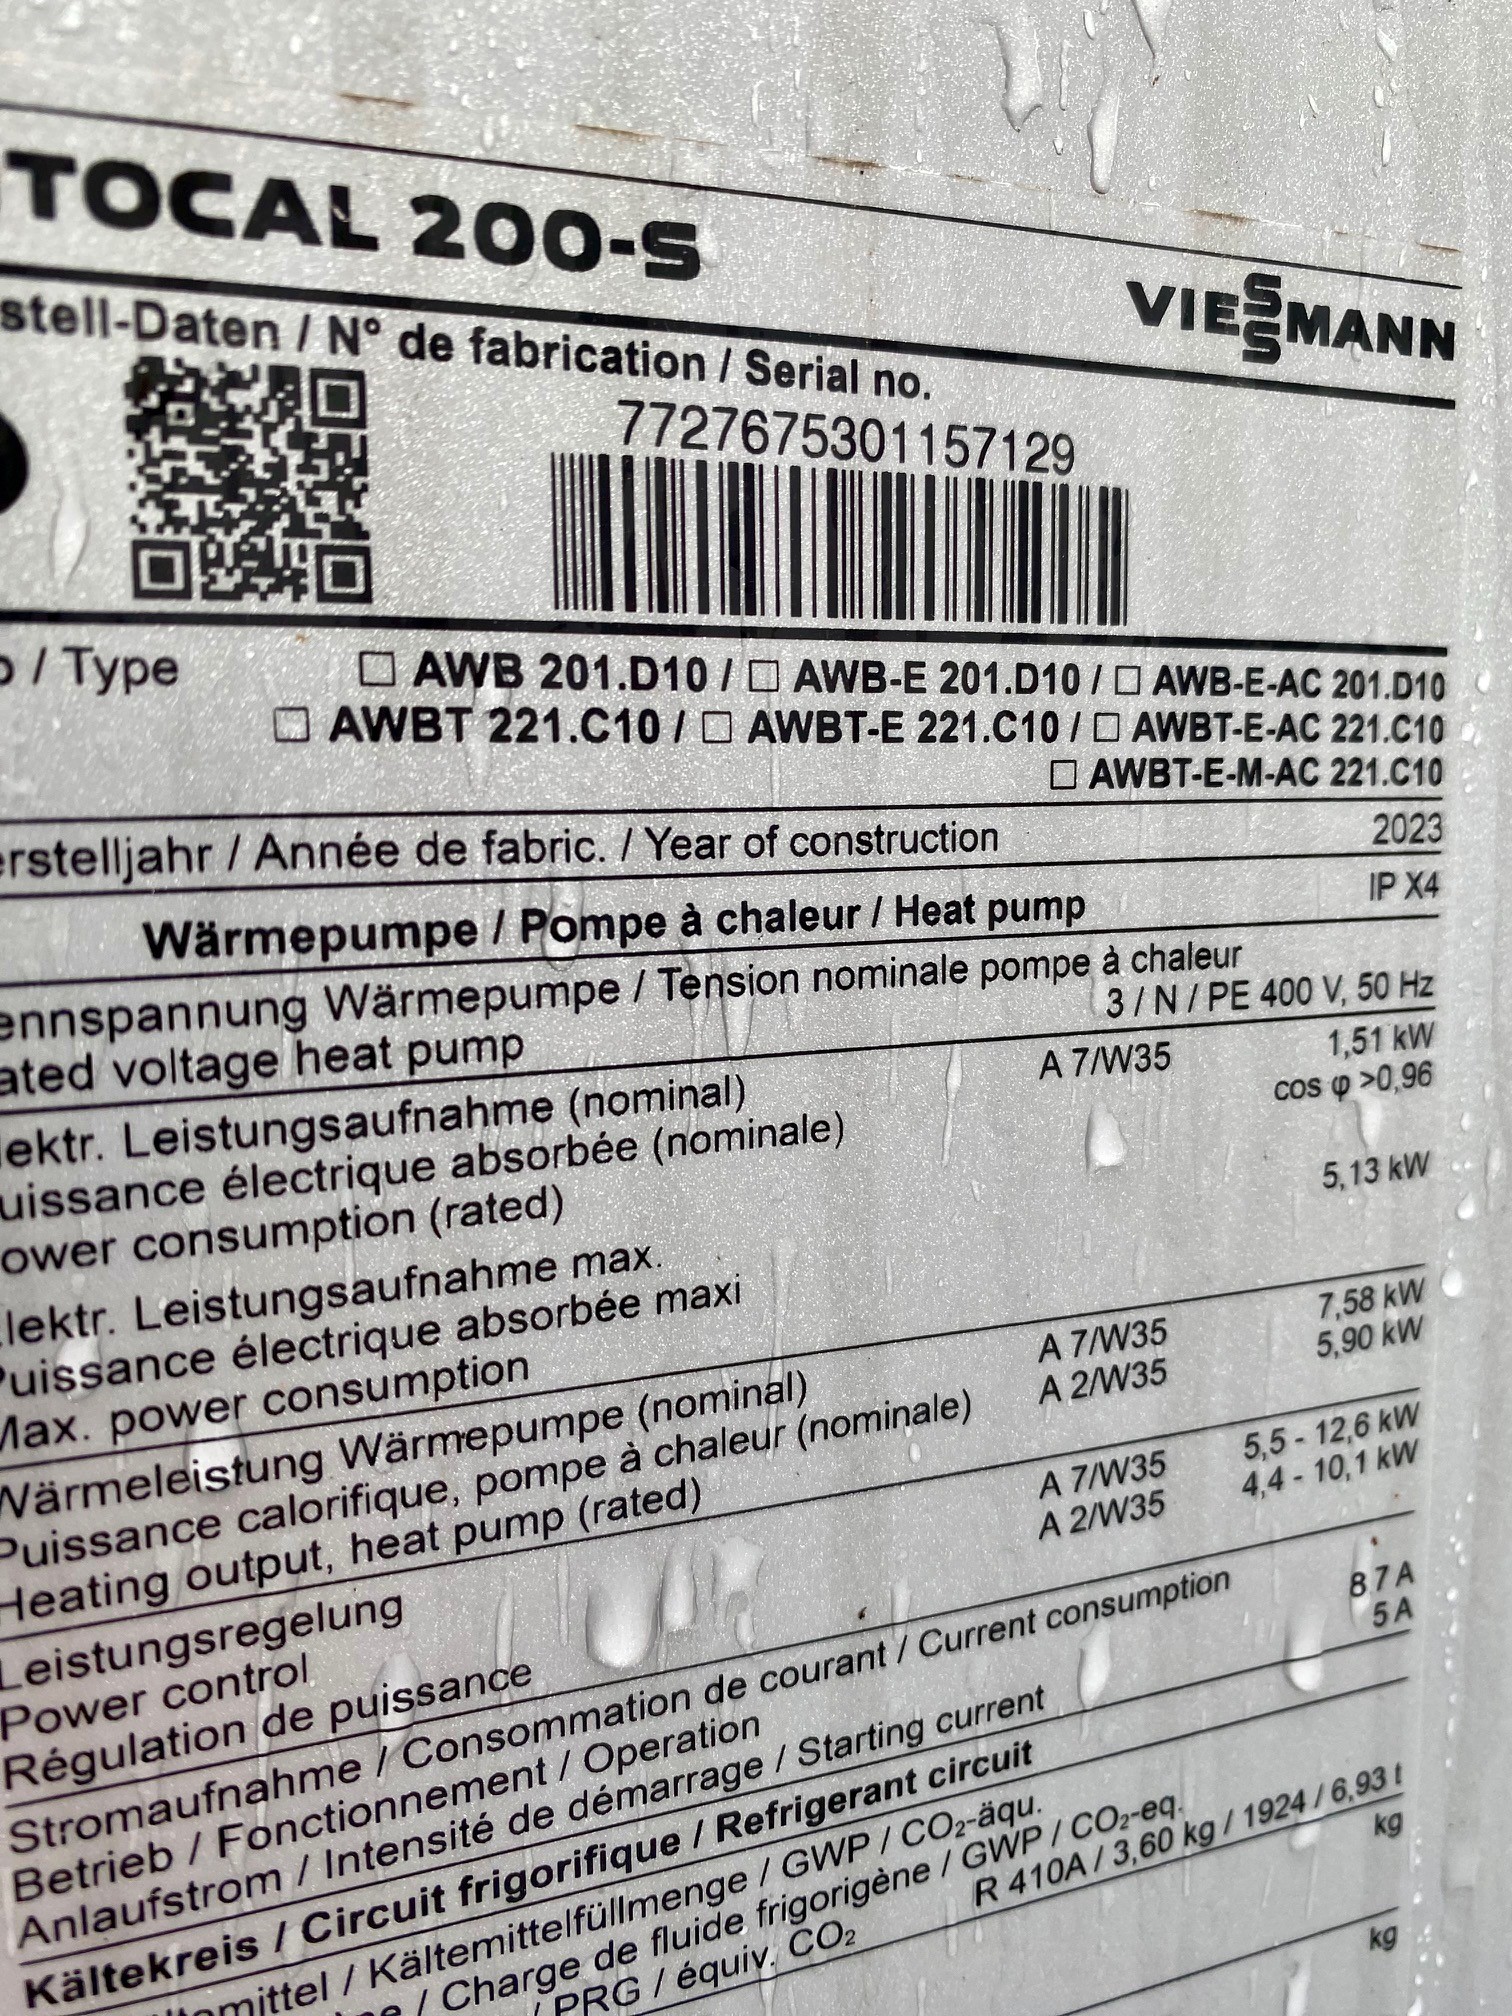 TOCAL 200-S
VIESSMANN
stell-Daten / N° de fabrication / Serial no.
7727675301157129
/ Type
☐ AWB 201.D10 / ☐ AWB-E 201.D10 / ☐ AWB-E-AC 201.D10
☐ AWBT 221.C10 / ☐ AWBT-E 221.C10 / ☐ AWBT-E-AC 221.C10
☐ AWBT-E-M-AC 221.C10
erstelljahr / Année de fabric. / Year of construction 2023
Wärmepumpe / Pompe à chaleur / Heat pump IP X4
ennspannung Wärmepumpe / Tension nominale pompe à chaleur
ated voltage heat pump 3 / N / PE 400 V, 50 Hz
lektr. Leistungsaufnahme (nominal) A 7/W35 1,51 kW
uissance électrique absorbée (nominale) cos φ >0,96
ower consumption (rated)
lektr. Leistungsaufnahme max. 5,13 kW
uissance électrique absorbée maxi
Max. power consumption
Wärmeleistung Wärmepumpe (nominal) A 7/W35 7,58 kW
Puissance calorifique, pompe à chaleur (nominale) A 2/W35 5,90 kW
Heating output, heat pump (rated)
Leistungsregelung A 7/W35 5,5 - 12,6 kW
Power control A 2/W35 4,4 - 10,1 kW
Régulation de puissance
Stromaufnahme / Consommation de courant / Current consumption
Betrieb / Fonctionnement / Operation 8,7 A
Anlaufstrom / Intensité de démarrage / Starting current 5 A
Kältekreis / Circuit frigorifique / Refrigerant circuit
mittel / Kältemittelfüllmenge / GWP / CO₂-äqu.
/ Charge de fluide frigorigène / GWP / CO₂-eq.
/ PRG / équiv. CO₂ R 410A / 3,60 kg / 1924 / 6,93 t
kg
kg